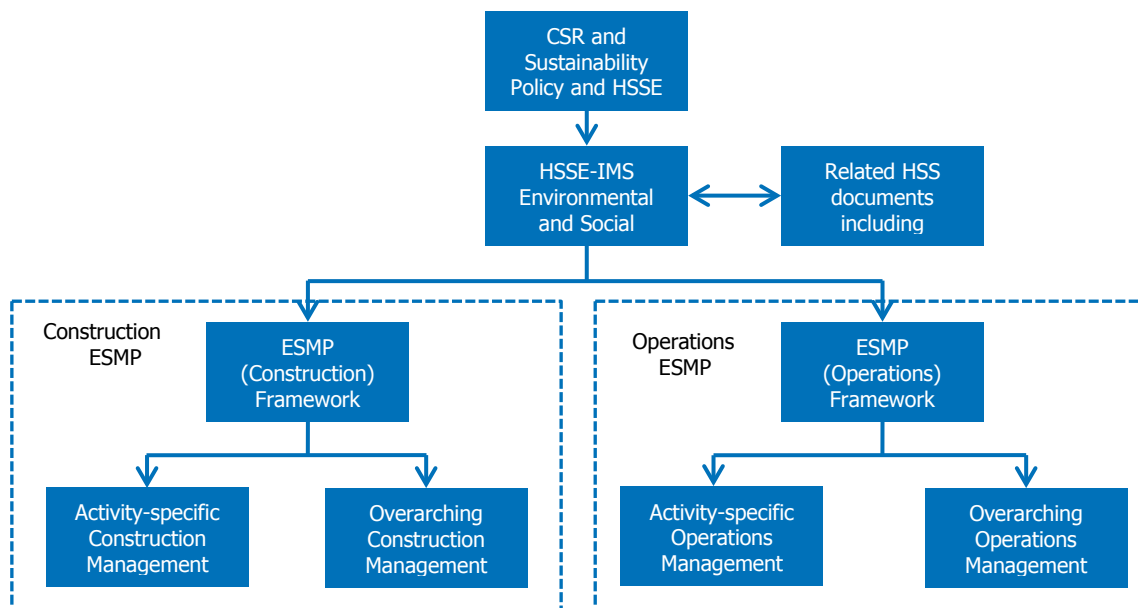 CSR and
Sustainability
Policy and HSSE
HSSE-IMS
Environmental
and Social
Related HSS
documents
including
Construction
ESMP
ESMP
(Construction)
Framework
Operations
ESMP
ESMP
(Operations)
Framework
Activity-specific
Construction
Management
Overarching
Construction
Management
Activity-specific
Operations
Management
Overarching
Operations
Management